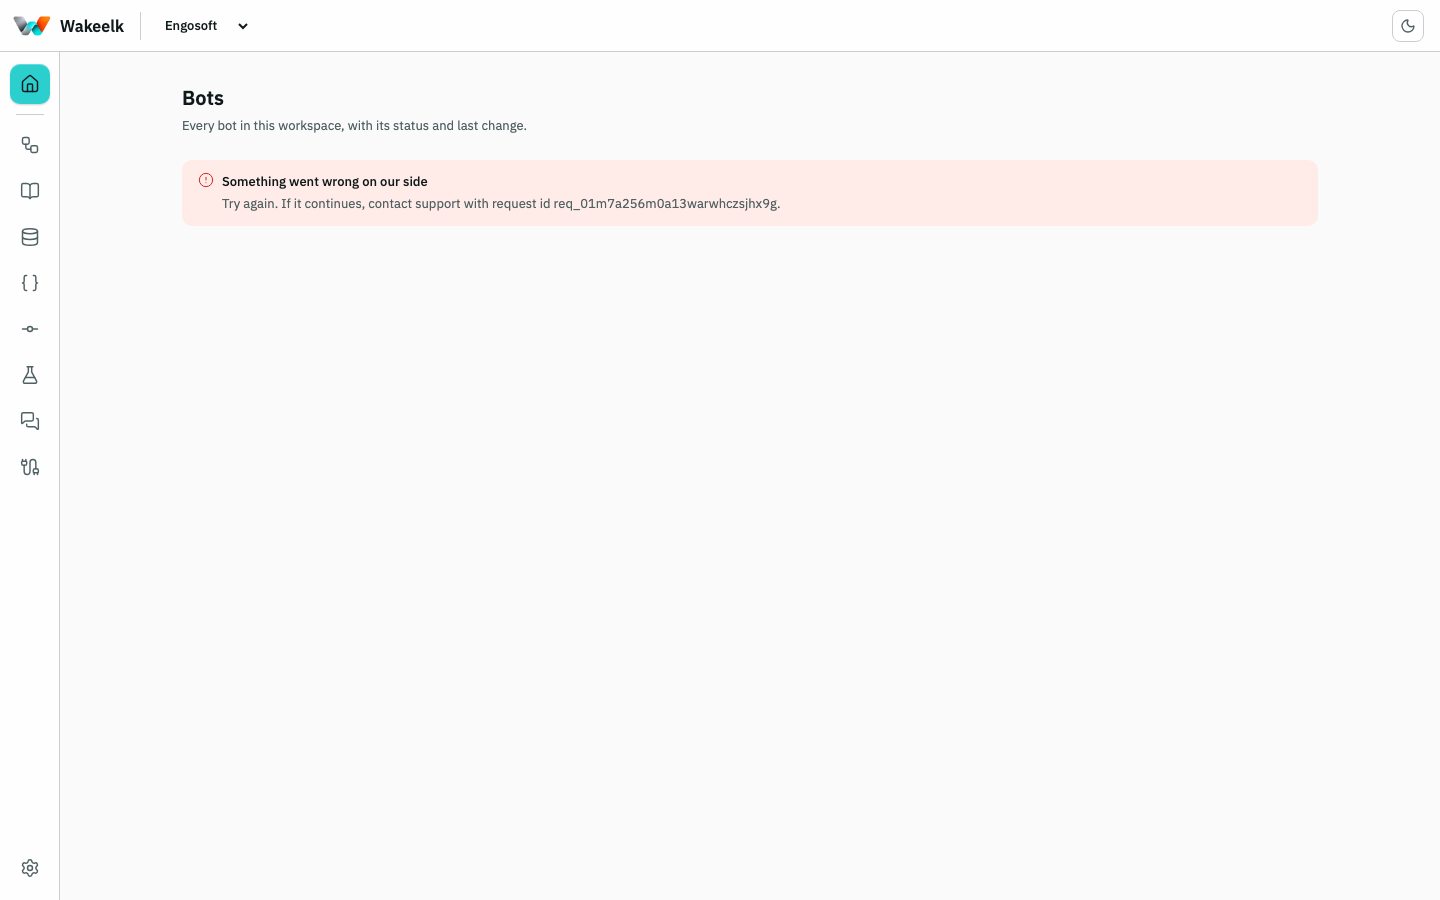 Wakeelk
Engosoft
Bots
Every bot in this workspace, with its status and last change.
Something went wrong on our side
Try again. If it continues, contact support with request id req_01m7a256m0a13warwhczsjhx9g.